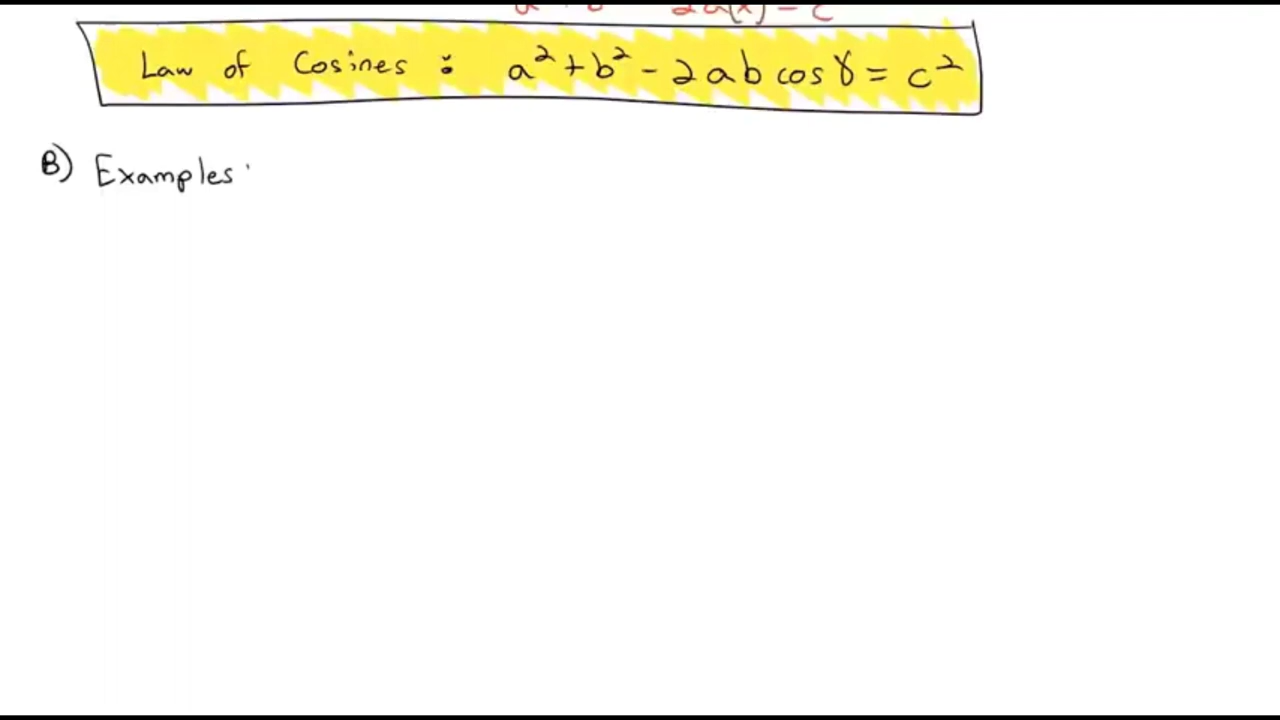 Law of Cosines : a² + b² - 2ab cos γ = c²
B) Examples: